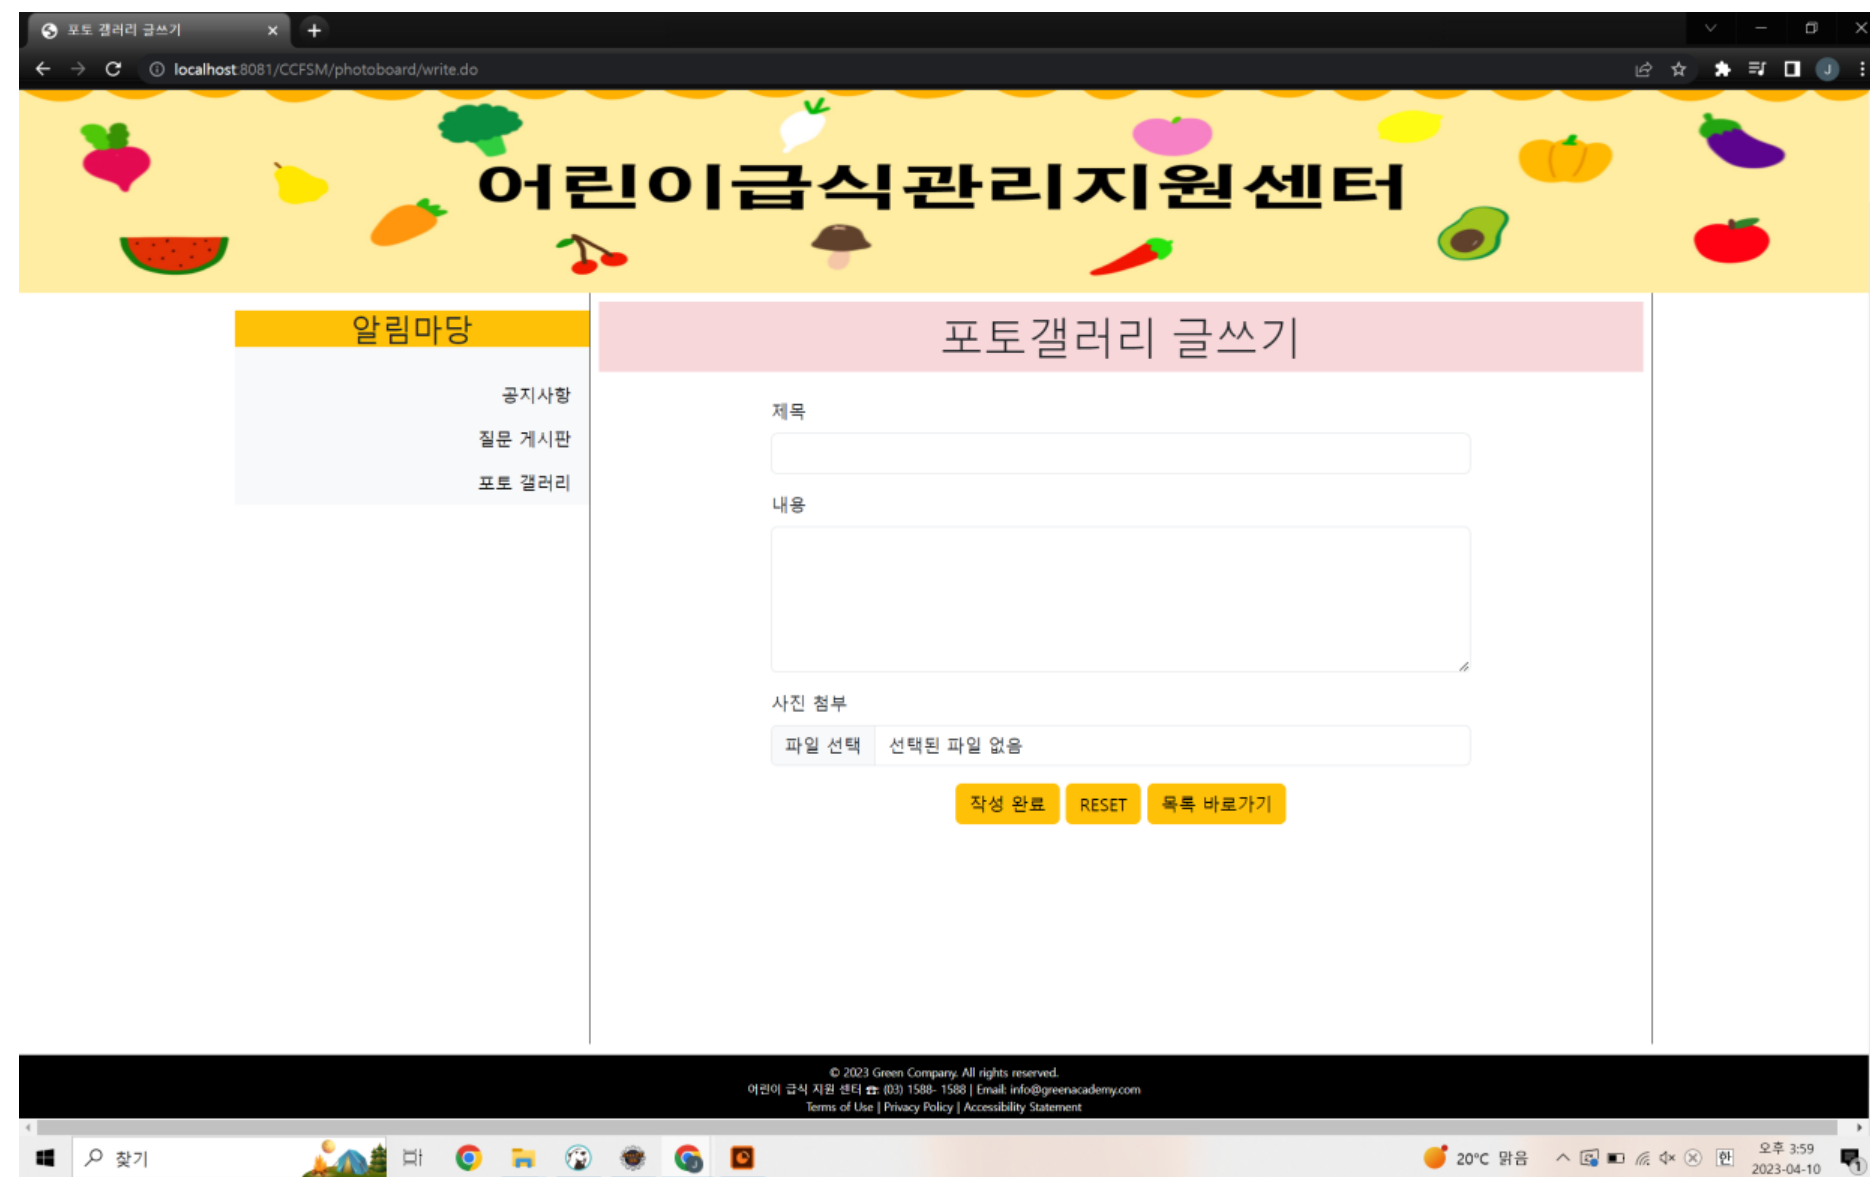 포토 갤러리 글쓰기
localhost:8081/CCFSM/photoboard/write.do
J
어린이급식관리지원센터
알림마당
공지사항
질문 게시판
포토 갤러리
포토갤러리 글쓰기
제목
내용
사진 첨부
파일 선택 선택된 파일 없음
작성 완료 RESET 목록 바로가기
© 2023 Green Company. All rights reserved.
어린이 급식 지원 센터 ☎: (03) 1588- 1588 | Email: info@greenacademy.com
Terms of Use | Privacy Policy | Accessibility Statement
찾기
20°C 맑음
한
오후 3:59
2023-04-10
1